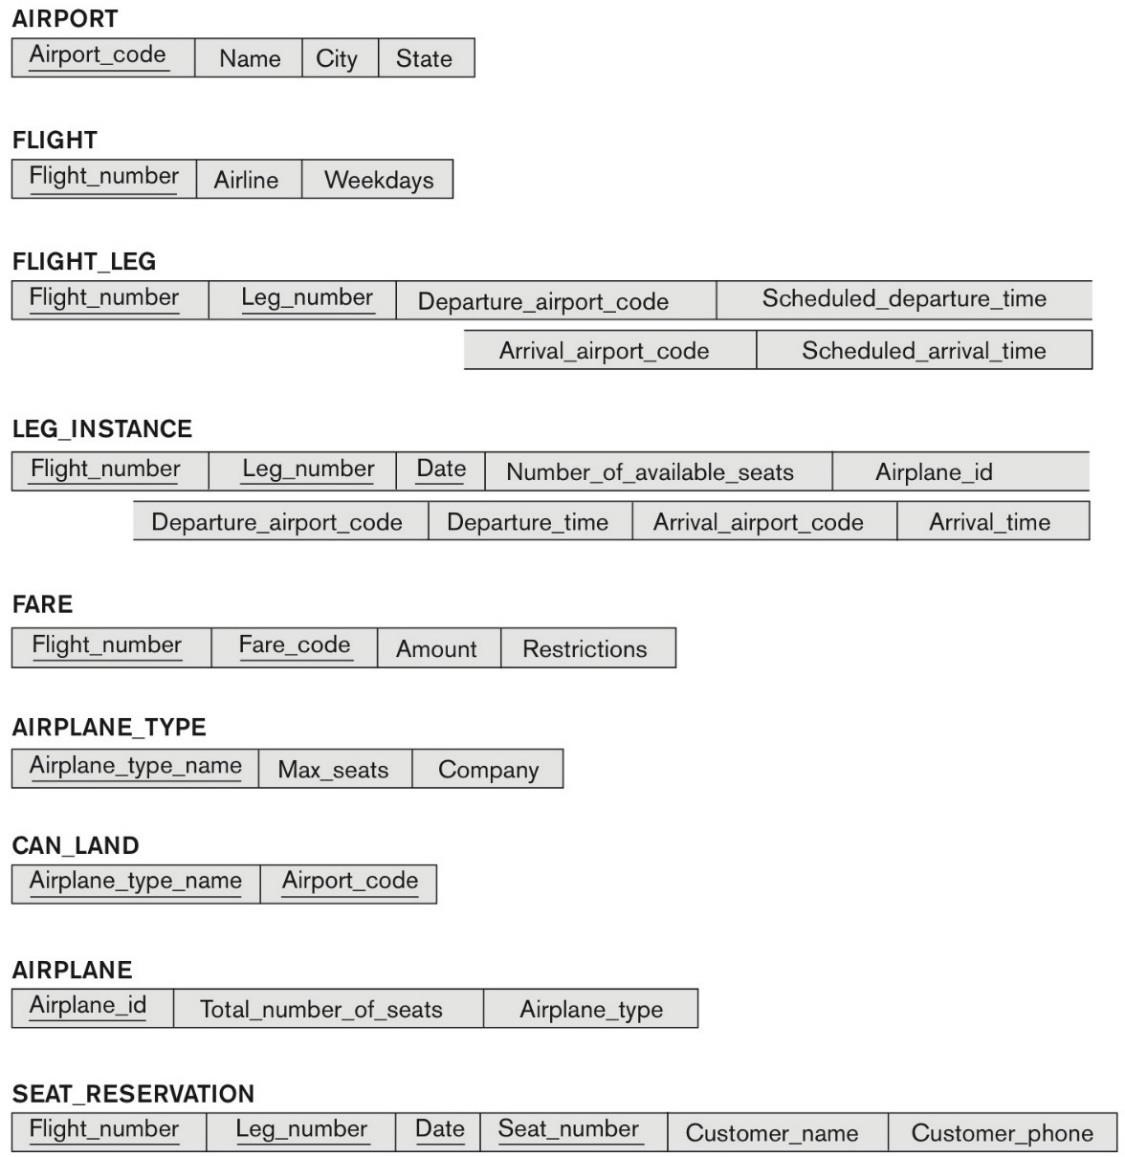 AIRPORT
Airport_code Name City State
FLIGHT
Flight_number Airline Weekdays
FLIGHT_LEG
Flight_number Leg_number Departure_airport_code Scheduled_departure_time
Arrival_airport_code Scheduled_arrival_time
LEG_INSTANCE
Flight_number Leg_number Date Number_of_available_seats Airplane_id
Departure_airport_code Departure_time Arrival_airport_code Arrival_time
FARE
Flight_number Fare_code Amount Restrictions
AIRPLANE_TYPE
Airplane_type_name Max_seats Company
CAN_LAND
Airplane_type_name Airport_code
AIRPLANE
Airplane_id Total_number_of_seats Airplane_type
SEAT_RESERVATION
Flight_number Leg_number Date Seat_number Customer_name Customer_phone